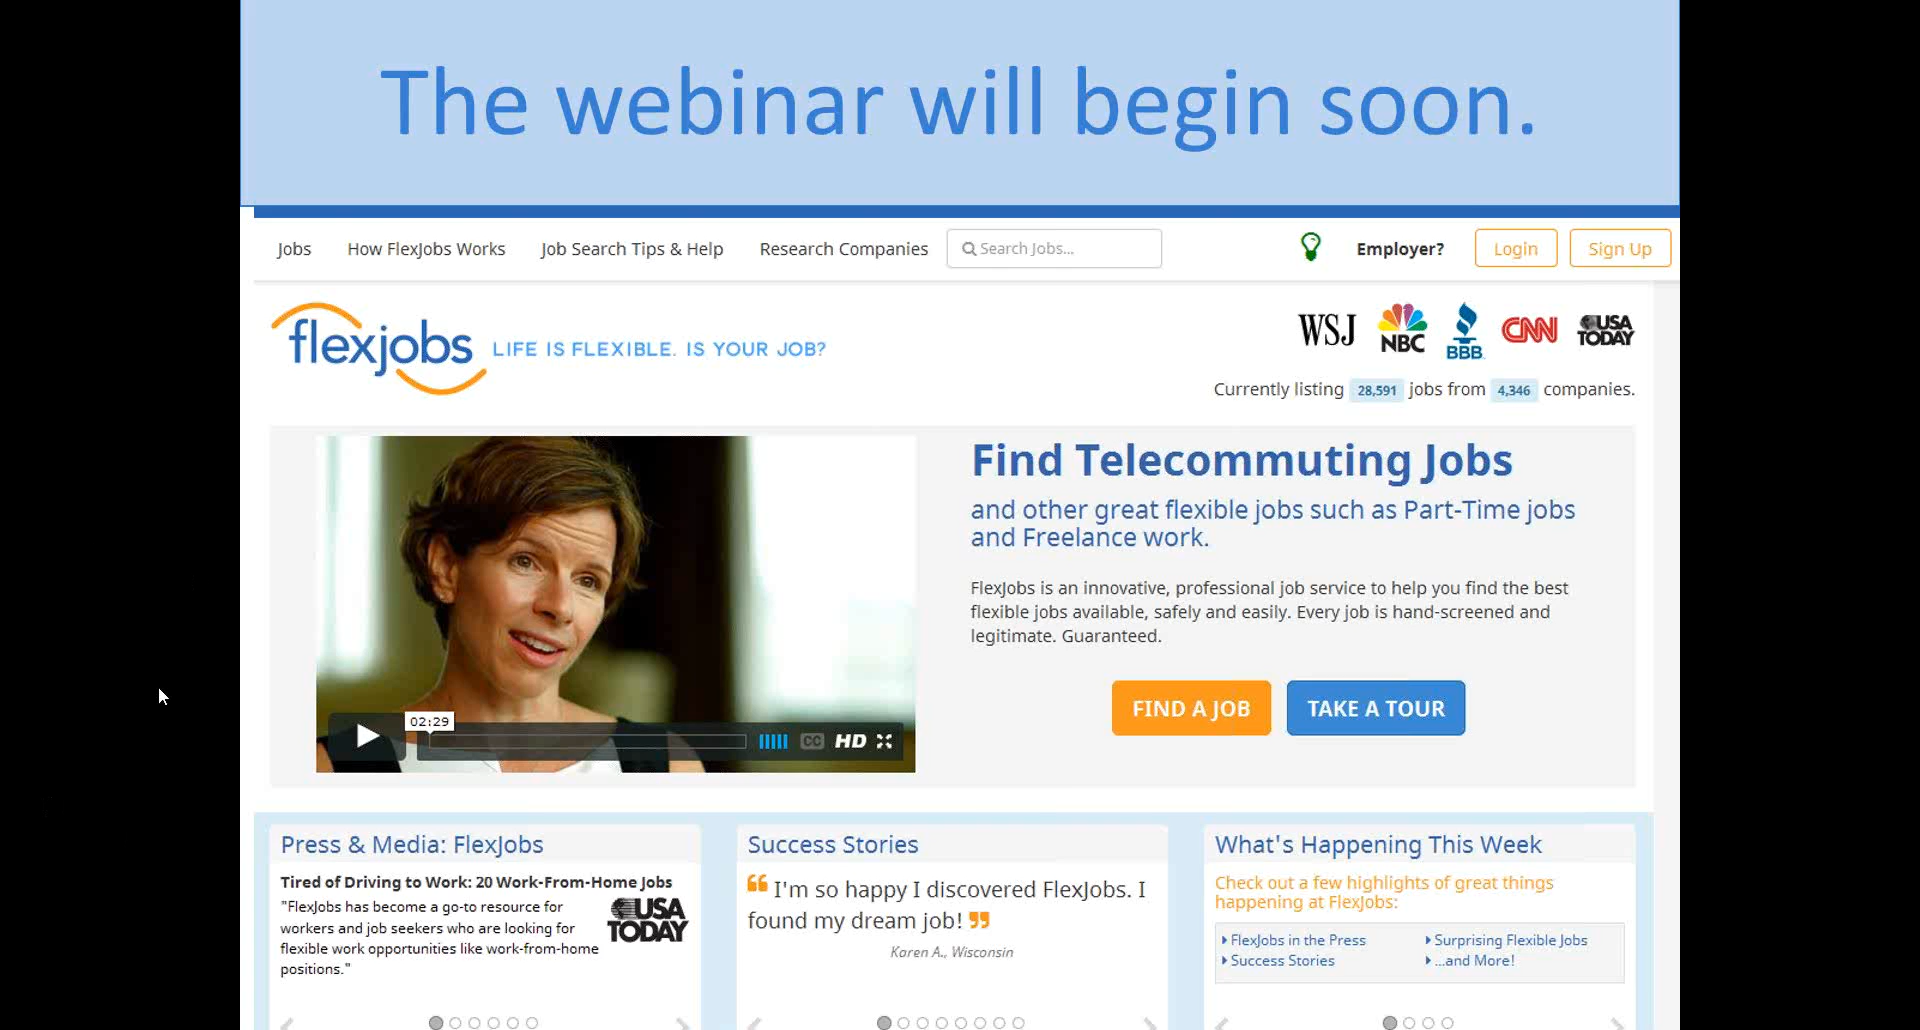 The webinar will begin soon.
Jobs How FlexJobs Works Job Search Tips & Help Research Companies Search Jobs... Employer? Login Sign Up
flexjobs LIFE IS FLEXIBLE. IS YOUR JOB?
WSJ NBC BBB CNN USA TODAY
Currently listing 28,591 jobs from 4,346 companies.
Find Telecommuting Jobs
and other great flexible jobs such as Part-Time jobs
and Freelance work.
FlexJobs is an innovative, professional job service to help you find the best
flexible jobs available, safely and easily. Every job is hand-screened and
legitimate. Guaranteed.
FIND A JOB TAKE A TOUR
02:29
CC HD
Press & Media: FlexJobs
Tired of Driving to Work: 20 Work-From-Home Jobs
"FlexJobs has become a go-to resource for
workers and job seekers who are looking for
flexible work opportunities like work-from-home
positions."
USA TODAY
Success Stories
“ I'm so happy I discovered FlexJobs. I
found my dream job! ”
Karen A., Wisconsin
What's Happening This Week
Check out a few highlights of great things
happening at FlexJobs:
FlexJobs in the Press Surprising Flexible Jobs
Success Stories ...and More!